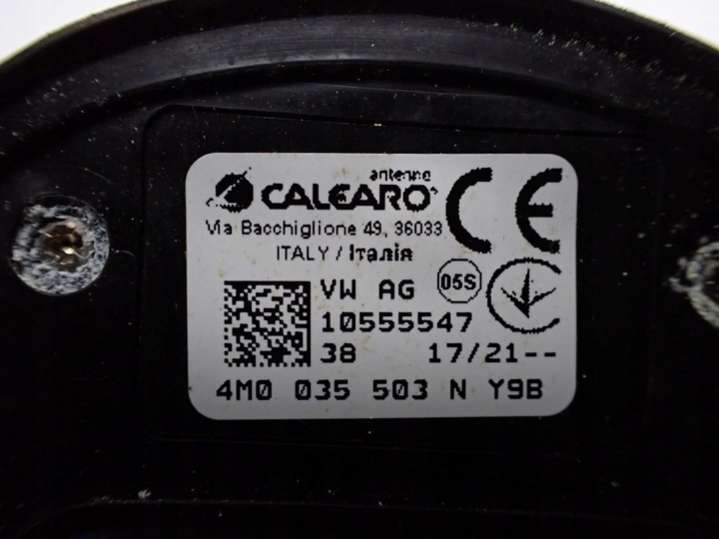 antenne
CALEARO
Via Bacchiglione 49, 36033
ITALY / Італія
CE
VW AG 05S
10555547
38 17/21--
4M0 035 503 N Y9B